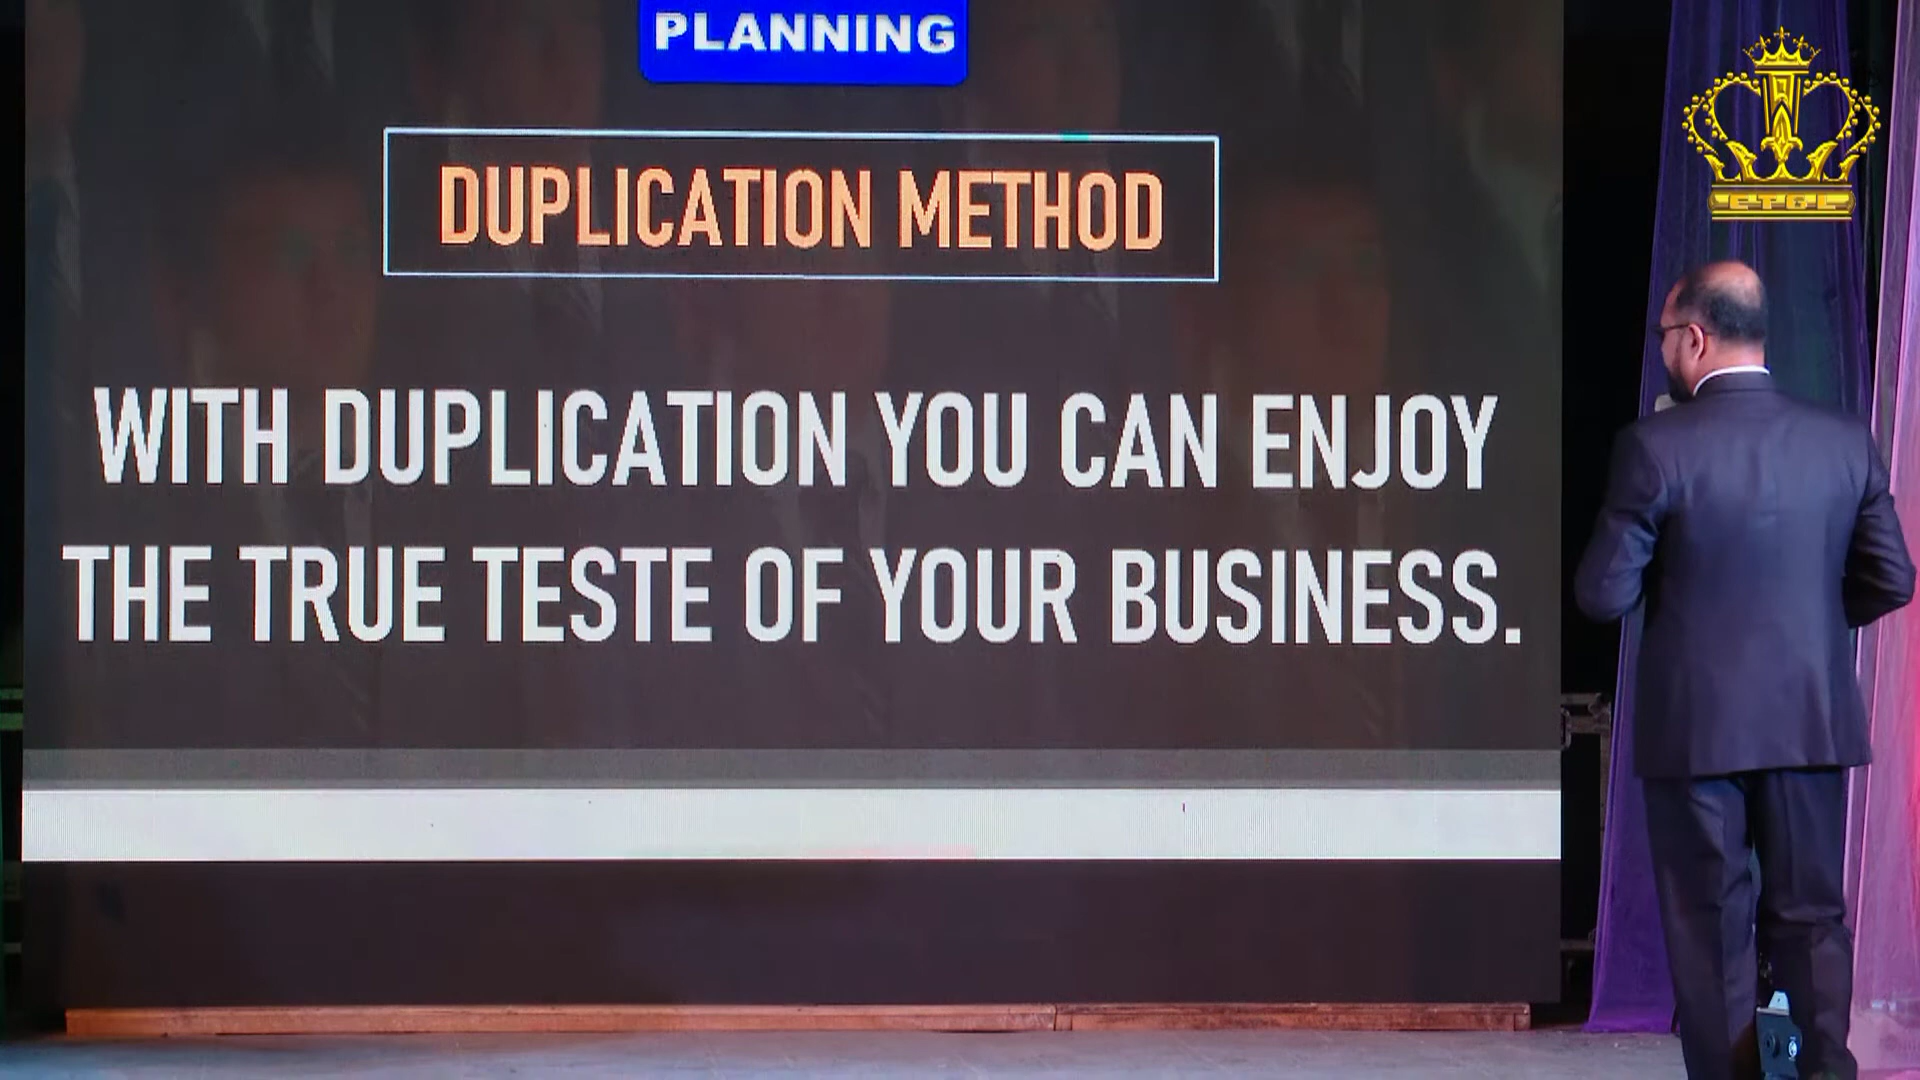 PLANNING
DUPLICATION METHOD
WITH DUPLICATION YOU CAN ENJOY
THE TRUE TESTE OF YOUR BUSINESS.